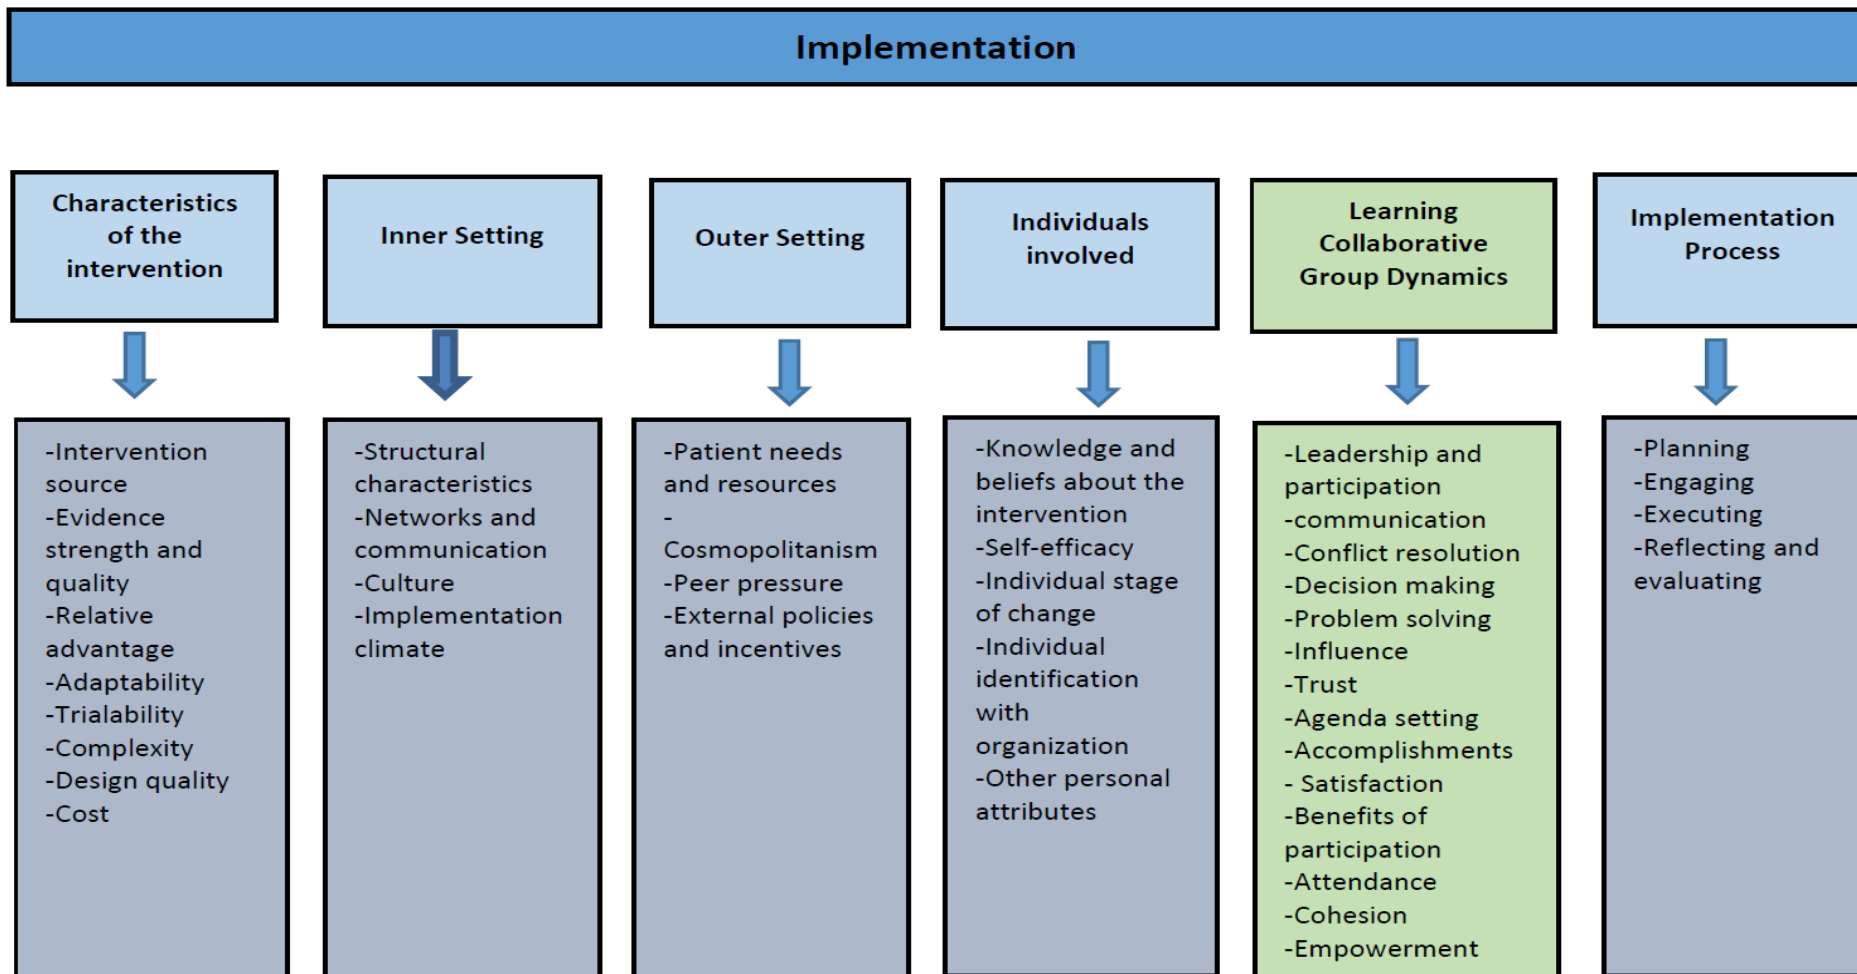 Implementation
Characteristics
of the
intervention
Inner Setting
Outer Setting
Individuals
involved
Learning
Collaborative
Group Dynamics
Implementation
Process
-Intervention
source
-Evidence
strength and
quality
-Relative
advantage
-Adaptability
-Trialability
-Complexity
-Design quality
-Cost
-Structural
characteristics
-Networks and
communication
-Culture
-Implementation
climate
-Patient needs
and resources
-
Cosmopolitanism
-Peer pressure
-External policies
and incentives
-Knowledge and
beliefs about the
intervention
-Self-efficacy
-Individual stage
of change
-Individual
identification
with
organization
-Other personal
attributes
-Leadership and
participation
-communication
-Conflict resolution
-Decision making
-Problem solving
-Influence
-Trust
-Agenda setting
-Accomplishments
- Satisfaction
-Benefits of
participation
-Attendance
-Cohesion
-Empowerment
-Planning
-Engaging
-Executing
-Reflecting and
evaluating